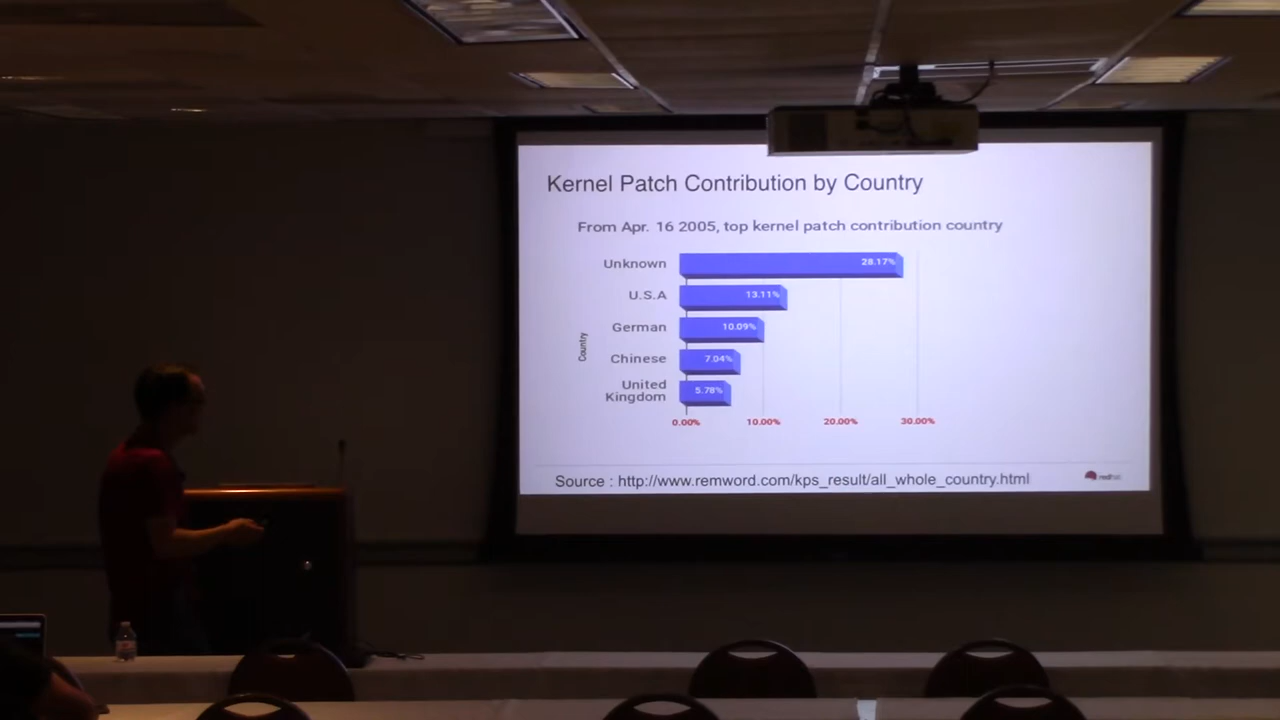 Kernel Patch Contribution by Country
From Apr. 16 2005, top kernel patch contribution country
Country
Unknown 28.17%
U.S.A 13.11%
German 10.09%
Chinese 7.04%
United
Kingdom 5.78%
0.00% 10.00% 20.00% 30.00%
Source : http://www.remword.com/kps_result/all_whole_country.html
redhat